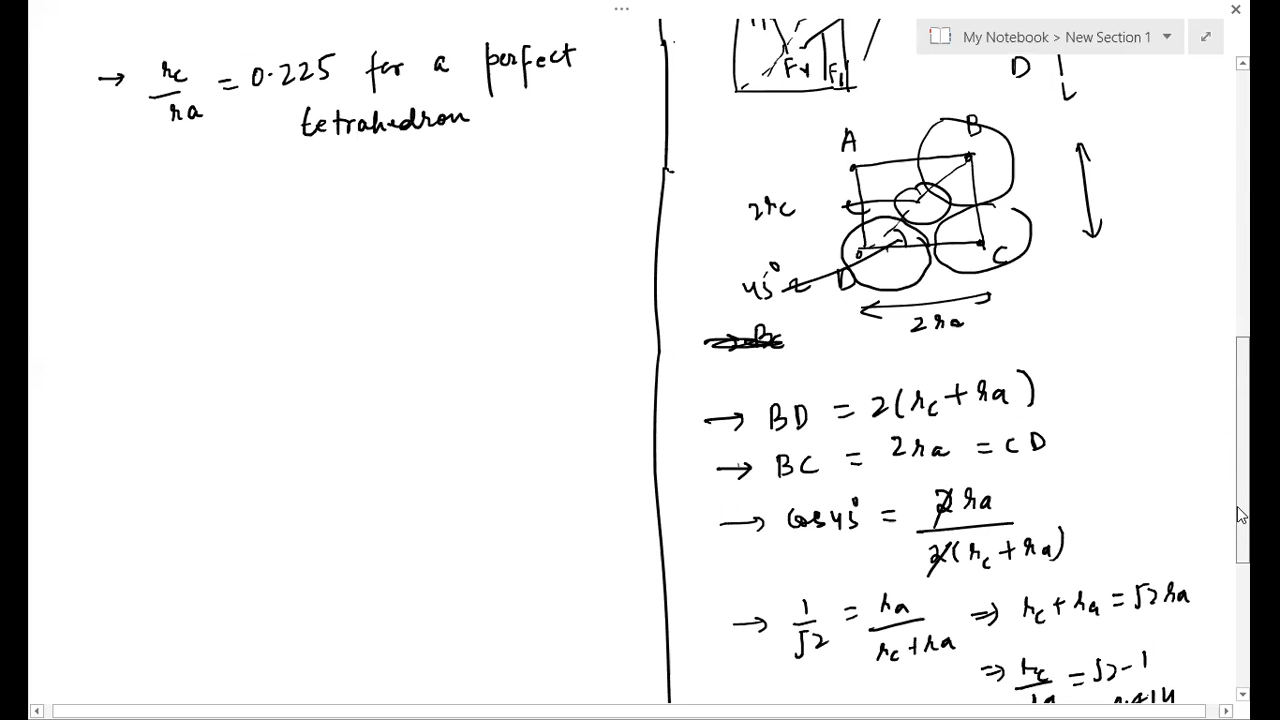 My Notebook > New Section 1
→ rc/ra = 0.225 for a perfect
tetrahedron
D
A
B
2rc
C
45°
D
2ra
→ BD = 2(rc + ra)
→ BC = 2ra = CD
→ cos45° = 2ra/2(rc + ra)
→ 1/√2 = ra/rc+ra ⇒ rc + ra = √2ra
⇒ rc/ra = √2-1